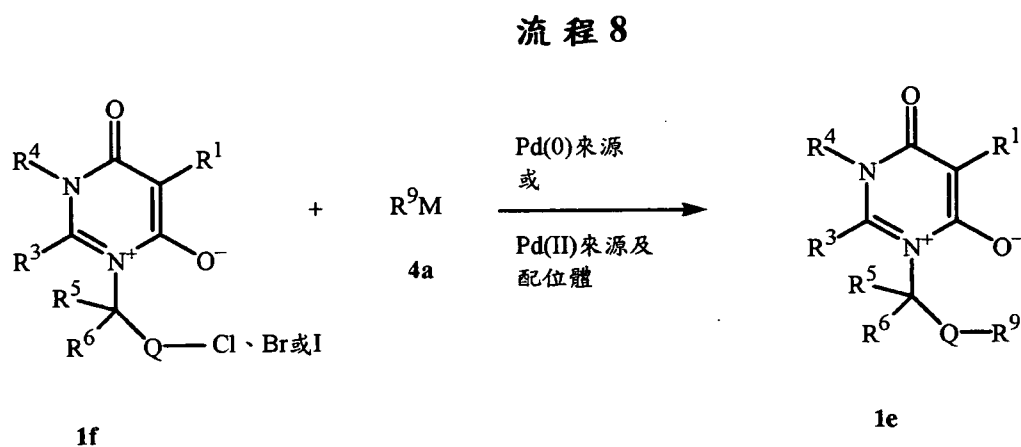 流程8
O
R⁴
N
R¹
R³
N⁺
O⁻
R⁵
R⁶
Q
Cl、Br或I
1f
+
R⁹M
4a
Pd(0)來源
或
Pd(II)來源及
配位體
O
R⁴
N
R¹
R³
N⁺
O⁻
R⁵
R⁶
Q
R⁹
1e